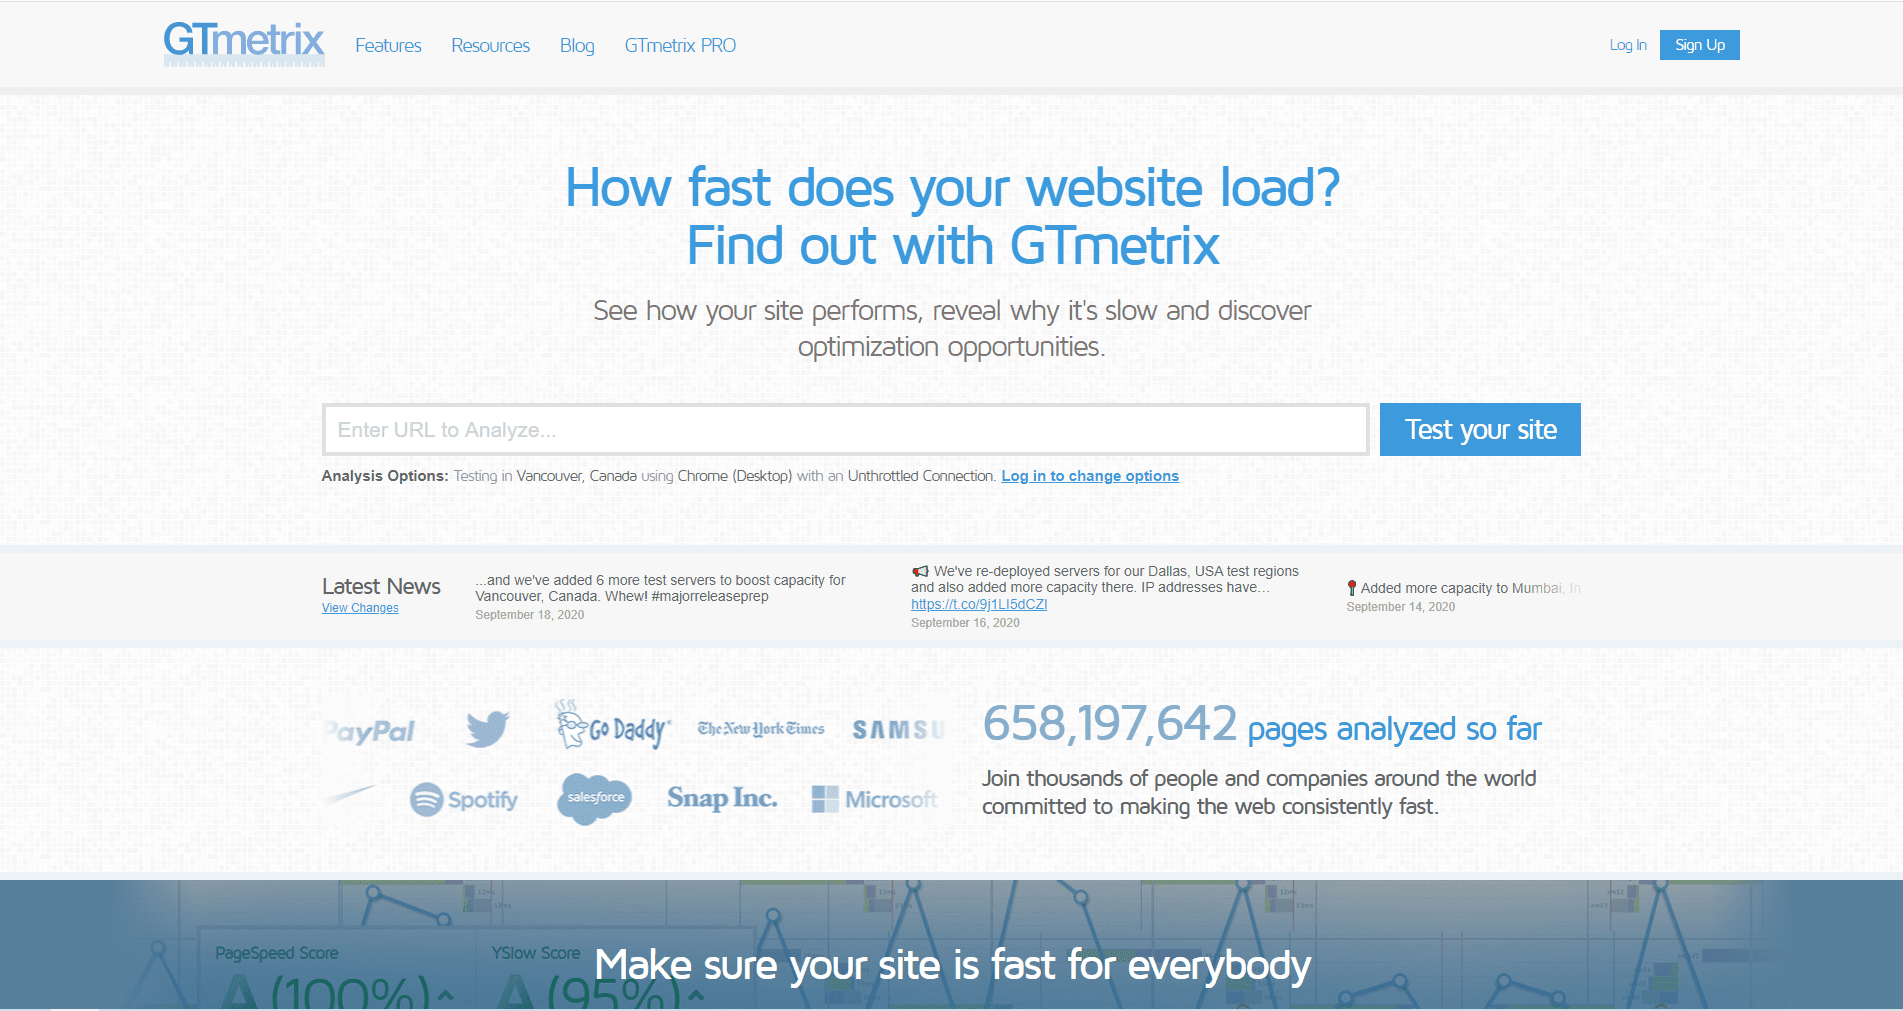 GTmetrix
Features
Resources
Blog
GTmetrix PRO
Log In
Sign Up
How fast does your website load?
Find out with GTmetrix
See how your site performs, reveal why it's slow and discover
optimization opportunities.
Enter URL to Analyze...
Test your site
Analysis Options: Testing in Vancouver, Canada using Chrome (Desktop) with an Unthrottled Connection. Log in to change options
Latest News
View Changes
...and we've added 6 more test servers to boost capacity for
Vancouver, Canada. Whew! #majorreleaseprep
September 18, 2020
We've re-deployed servers for our Dallas, USA test regions
and also added more capacity there. IP addresses have...
https://t.co/9j1LI5dCZl
September 16, 2020
Added more capacity to Mumbai, In
September 14, 2020
PayPal
Go Daddy
The New York Times
SAMSU
Spotify
salesforce
Snap Inc.
Microsoft
658,197,642 pages analyzed so far
Join thousands of people and companies around the world
committed to making the web consistently fast.
PageSpeed Score
YSlow Score
A (100%)
A (95%)
Make sure your site is fast for everybody